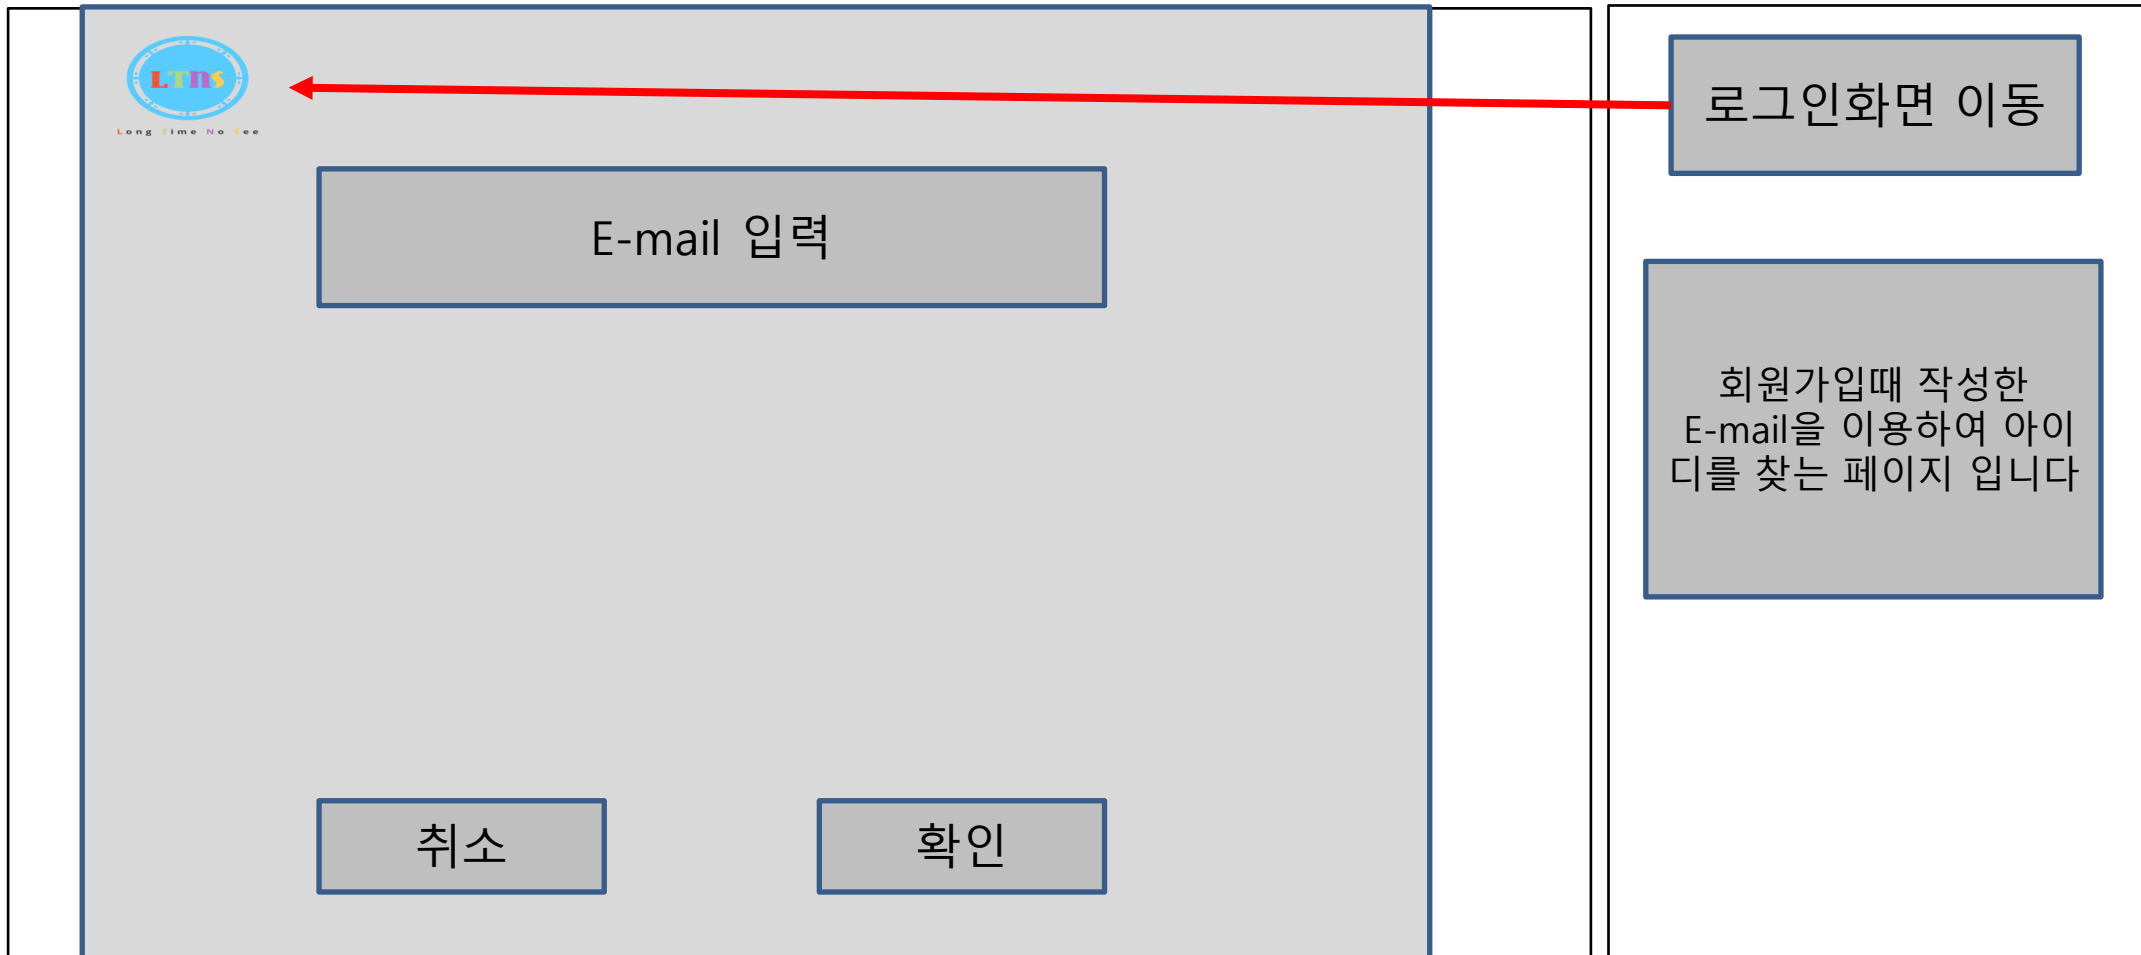 LTNS
Long Time No See
로그인화면 이동
E-mail 입력
회원가입때 작성한
E-mail을 이용하여 아이
디를 찾는 페이지 입니다
취소
확인